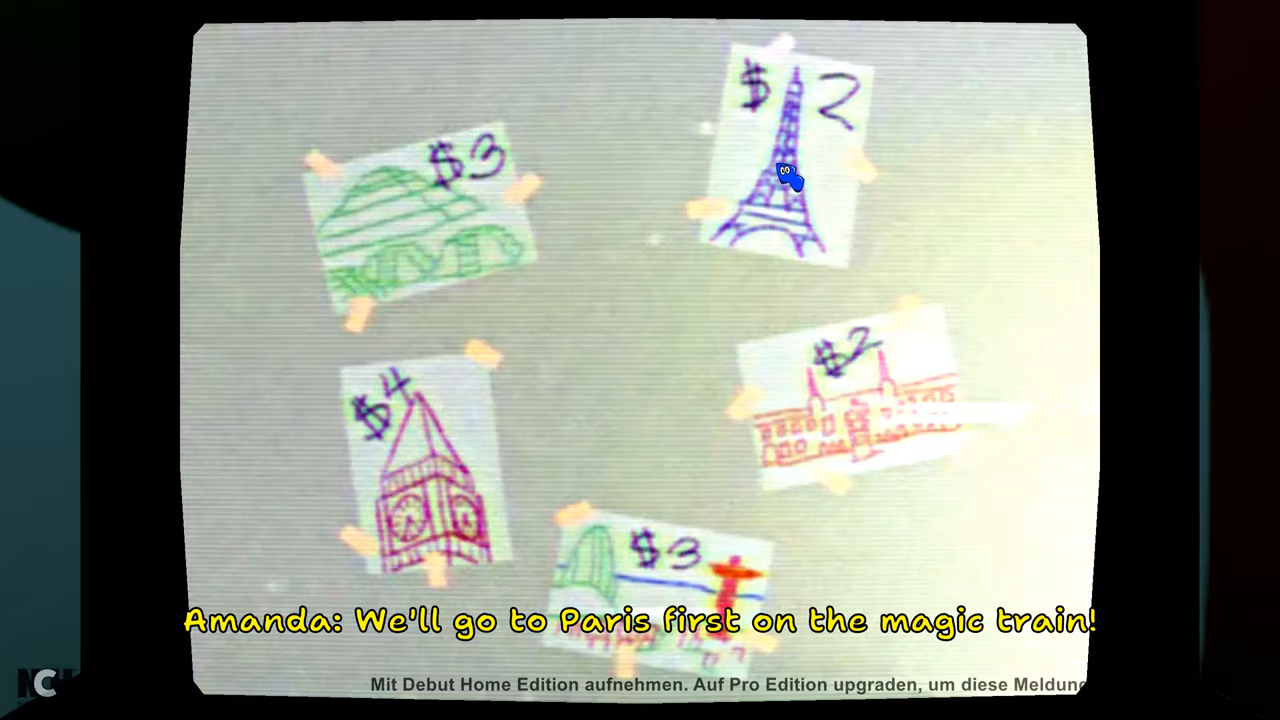 $ 2
$3
$2
$4
$3
Amanda: We'll go to Paris first on the magic train!
Mit Debut Home Edition aufnehmen. Auf Pro Edition upgraden, um diese Meldung
NCH